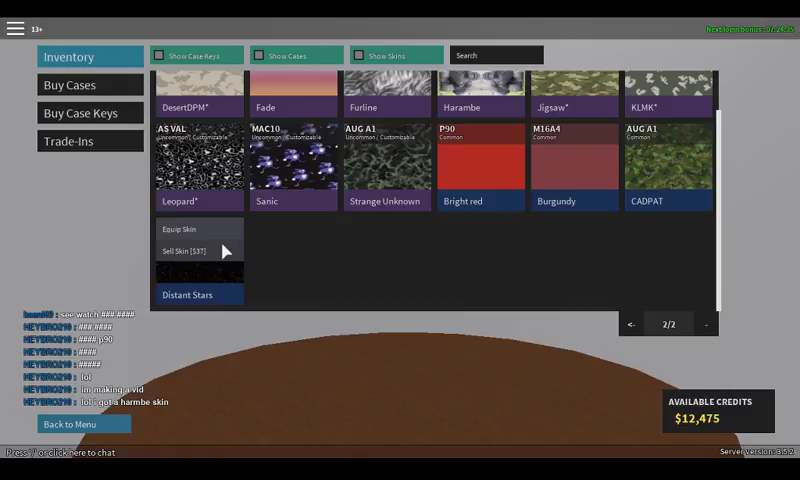 13+
Next login bonus: 17:24:35
Inventory
Show Case Keys
Show Cases
Show Skins
Search
Buy Cases
Buy Case Keys
Trade-Ins
DesertDPM*
Fade
Furline
Harambe
Jigsaw*
KLMK*
AS VAL
Uncommon / Customizable
MAC10
Uncommon / Customizable
AUG A1
Uncommon / Customizable
P90
Common
M16A4
Common
AUG A1
Common
Leopard*
Sanic
Strange Unknown
Bright red
Burgundy
CADPAT
Equip Skin
Sell Skin [$37]
Distant Stars
: see watch ### ####
HEYBRO210 : ### ####
HEYBRO210 : #### p90
HEYBRO210 : ####
HEYBRO210 : #####
HEYBRO210 : lol
HEYBRO210 : im making a vid
HEYBRO210 : lol i got a harmbe skin
<- 2/2 -
AVAILABLE CREDITS
$12,475
Back to Menu
Press '/' or click here to chat
Server version: 3.5.2